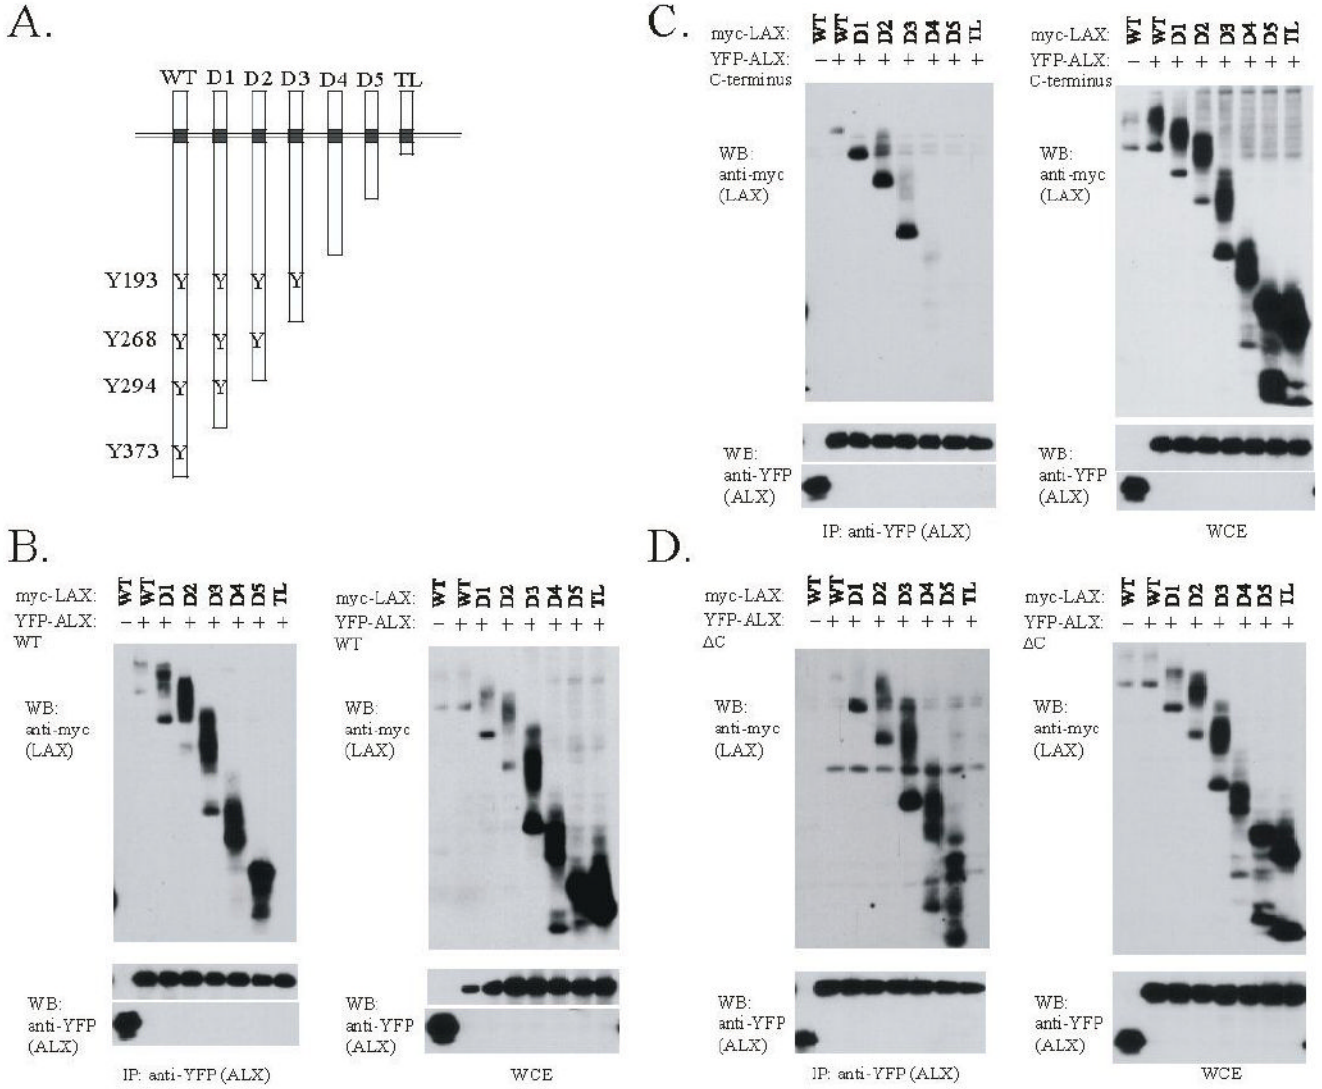 A.
WT D1 D2 D3 D4 D5 TL
Y193 Y Y Y Y
Y268 Y Y Y
Y294 Y Y
Y373 Y
B.
myc-LAX: WT WT D1 D2 D3 D4 D5 TL
YFP-ALX: – + + + + + + +
WT
WB:
anti-myc
(LAX)
WB:
anti-YFP
(ALX)
IP: anti-YFP (ALX)
myc-LAX: WT WT D1 D2 D3 D4 D5 TL
YFP-ALX: – + + + + + + +
WT
WB:
anti-myc
(LAX)
WB:
anti-YFP
(ALX)
WCE
C.
myc-LAX: WT WT D1 D2 D3 D4 D5 TL
YFP-ALX: – + + + + + + +
C-terminus
WB:
anti-myc
(LAX)
WB:
anti-YFP
(ALX)
IP: anti-YFP (ALX)
myc-LAX: WT WT D1 D2 D3 D4 D5 TL
YFP-ALX: – + + + + + + +
C-terminus
WB:
anti-myc
(LAX)
WB:
anti-YFP
(ALX)
WCE
D.
myc-LAX: WT WT D1 D2 D3 D4 D5 TL
YFP-ALX: – + + + + + + +
ΔC
WB:
anti-myc
(LAX)
WB:
anti-YFP
(ALX)
IP: anti-YFP (ALX)
myc-LAX: WT WT D1 D2 D3 D4 D5 TL
YFP-ALX: – + + + + + + +
ΔC
WB:
anti-myc
(LAX)
WB:
anti-YFP
(ALX)
WCE